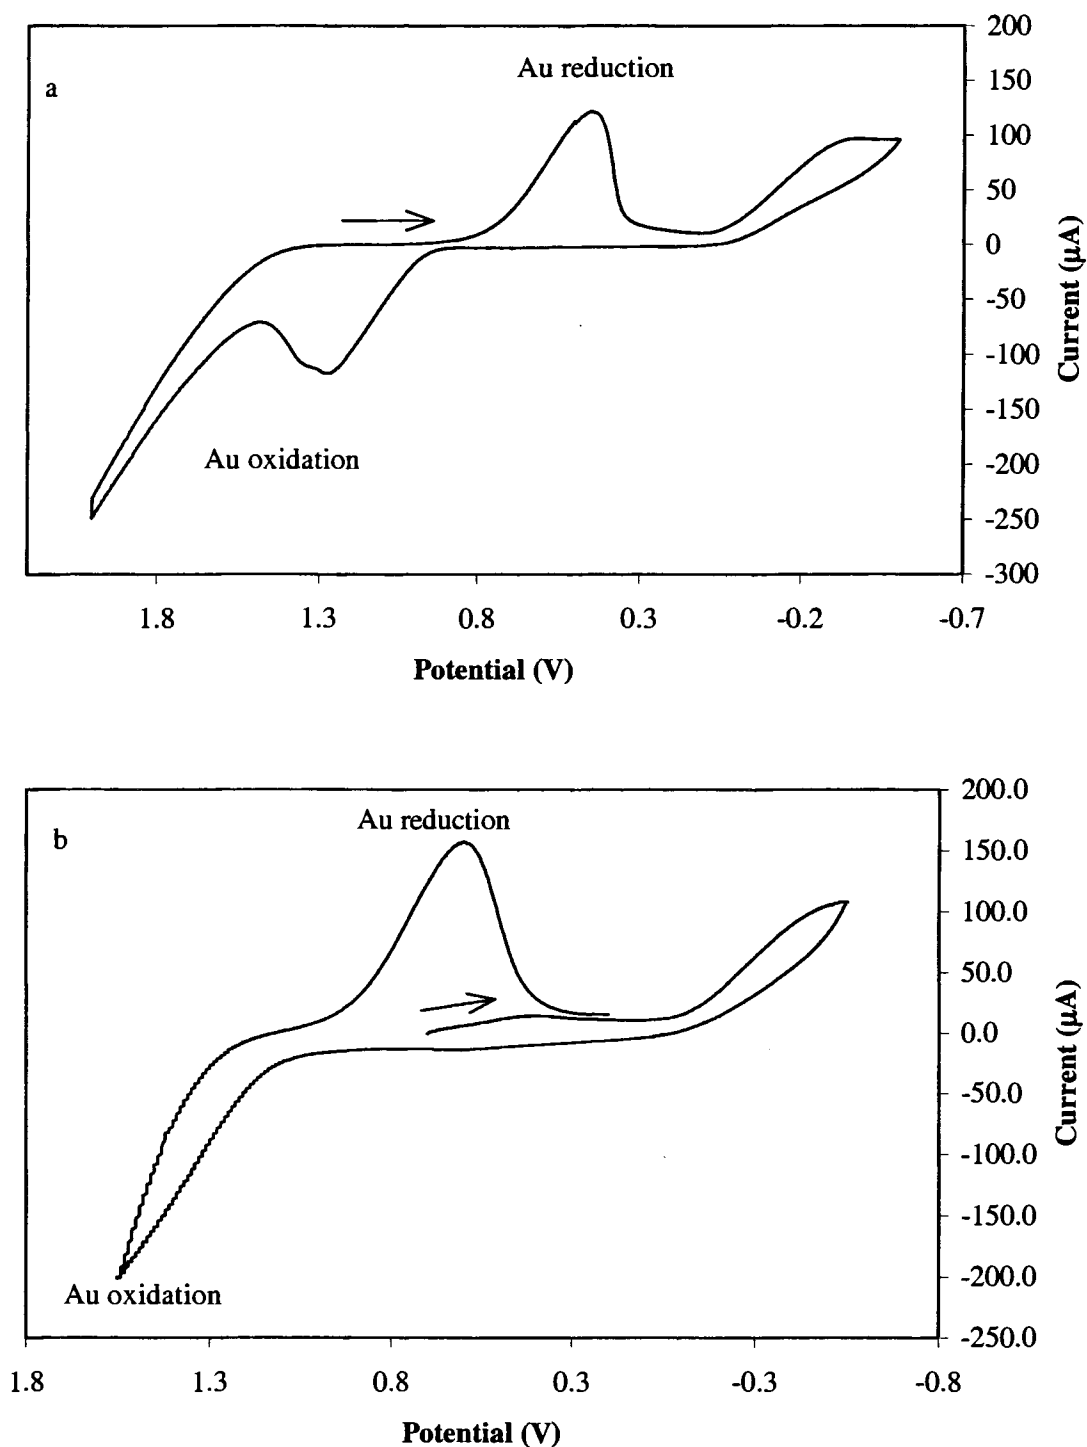 a
Au reduction
Au oxidation
200
150
100
50
0
-50
-100
-150
-200
-250
-300
Current (µA)
1.8 1.3 0.8 0.3 -0.2 -0.7
Potential (V)
b
Au reduction
Au oxidation
200.0
150.0
100.0
50.0
0.0
-50.0
-100.0
-150.0
-200.0
-250.0
Current (µA)
1.8 1.3 0.8 0.3 -0.3 -0.8
Potential (V)